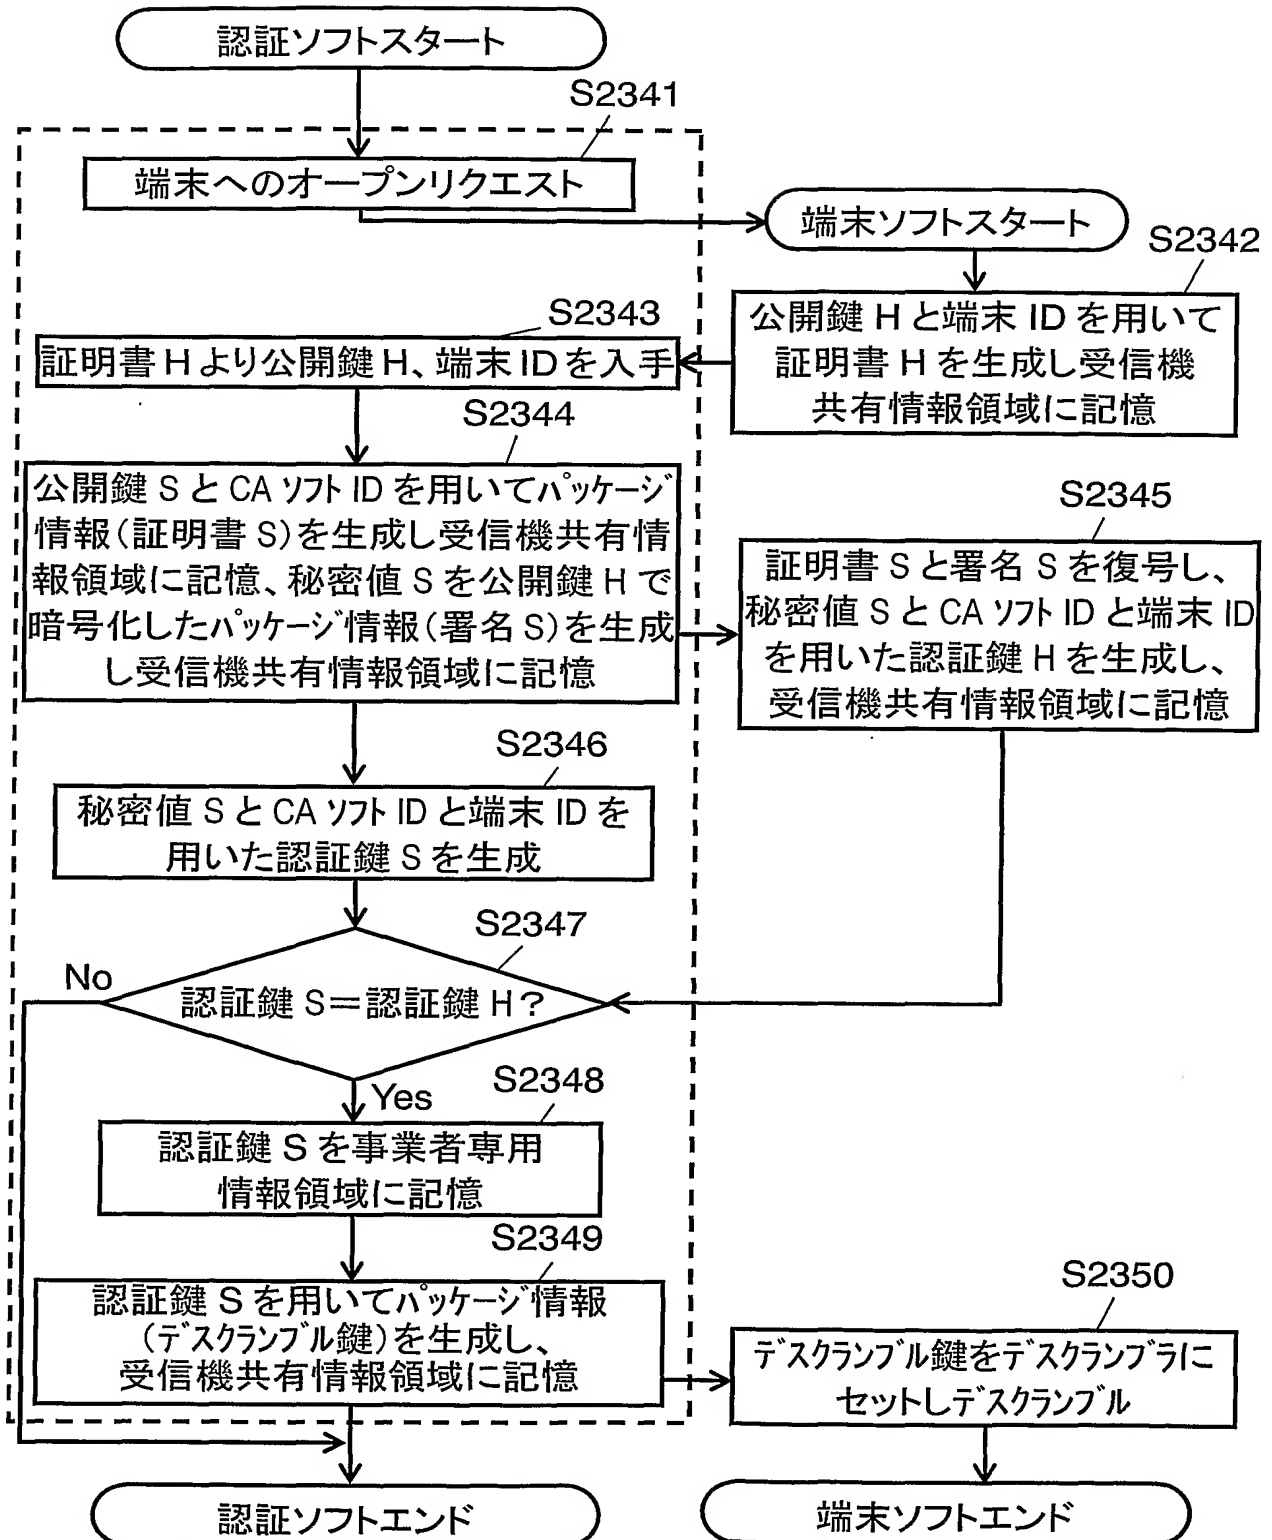 認証ソフトスタート
S2341
端末へのオープンリクエスト
端末ソフトスタート
S2342
公開鍵 H と端末 ID を用いて
証明書 H を生成し受信機
共有情報領域に記憶
S2343
証明書 H より公開鍵 H、端末 ID を入手
S2344
公開鍵 S と CA ソフト ID を用いてパッケージ
情報(証明書 S)を生成し受信機共有情
報領域に記憶、秘密値 S を公開鍵 H で
暗号化したパッケージ情報(署名 S)を生成
し受信機共有情報領域に記憶
S2345
証明書 S と署名 S を復号し、
秘密値 S と CA ソフト ID と端末 ID
を用いた認証鍵 H を生成し、
受信機共有情報領域に記憶
S2346
秘密値 S と CA ソフト ID と端末 ID を
用いた認証鍵 S を生成
S2347
No
認証鍵 S=認証鍵 H?
Yes
S2348
認証鍵 S を事業者専用
情報領域に記憶
S2349
認証鍵 S を用いてパッケージ情報
(デスクランブル鍵)を生成し、
受信機共有情報領域に記憶
S2350
デスクランブル鍵をデスクランブラに
セットしデスクランブル
認証ソフトエンド
端末ソフトエンド